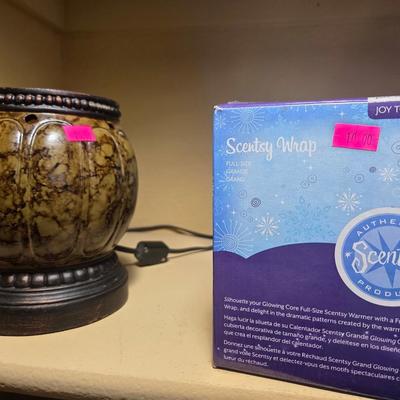 JOY T
10.00
Scentsy Wrap
FULL-SIZE
GRANDE
GRAND
AUTHE
Scent
PRODU
Silhouette your Glowing Core Full-Size Scentsy Warmer with a F
Wrap, and delight in the dramatic patterns created by the warm
Haga lucir la silueta de su Calentador Scentsy Grande Glowing C
cubierta decorativa de tamaño grande, y deléitese en los diseñ
que crea el resplandor del calentador.
Donnez une silhouette à votre Réchaud Scentsy Grand Glowing
grand voile Scentsy et délectez-vous des motifs spectaculaires c
lueur du réchaud.